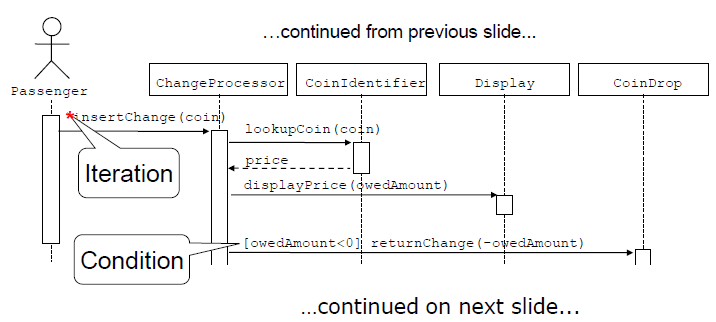 ...continued from previous slide...
ChangeProcessor CoinIdentifier Display CoinDrop
Passenger
*insertChange(coin)
lookupCoin(coin)
price
Iteration
displayPrice(owedAmount)
[owedAmount<0] returnChange(-owedAmount)
Condition
...continued on next slide...